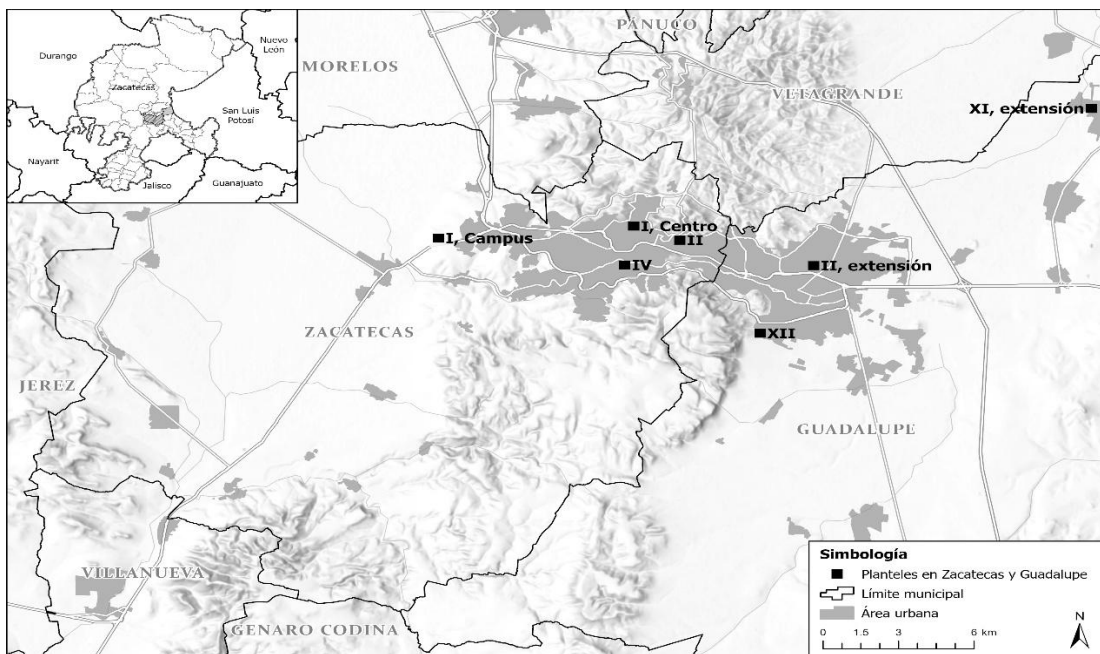 Durango
Nuevo
León
Zacatecas
San Luis
Potosí
Nayarit
Jalisco
Guanajuato
PÁNUCO
MORELOS
VETAGRANDE
XI, extensión
I, Campus
I, Centro
II
IV
II, extensión
ZACATECAS
XII
JEREZ
GUADALUPE
VILLANUEVA
GENARO CODINA
Simbología
Planteles en Zacatecas y Guadalupe
Límite municipal
Área urbana
0 1.5 3 6 km
N